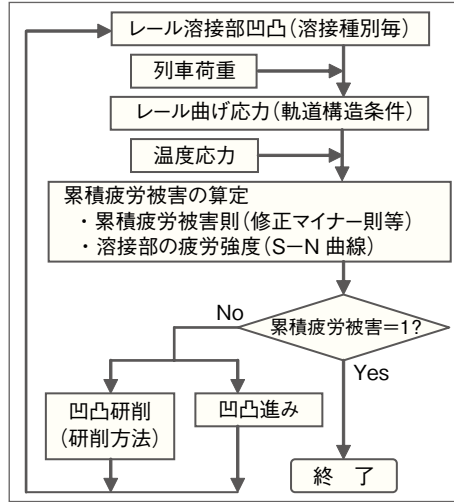 レール溶接部凹凸（溶接種別毎）
列車荷重
レール曲げ応力（軌道構造条件）
温度応力
累積疲労被害の算定
・累積疲労被害則（修正マイナー則等）
・溶接部の疲労強度（S－N 曲線）
累積疲労被害＝1？
No
Yes
凹凸研削
（研削方法）
凹凸進み
終　了